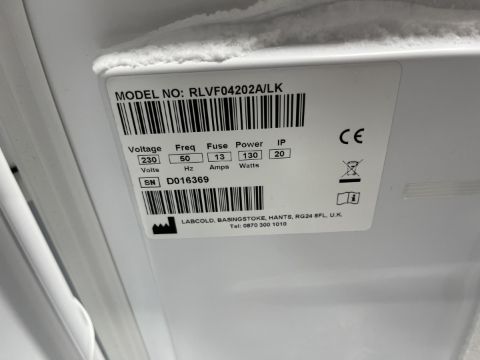 MODEL NO: RLVF04202A/LK
Voltage Freq Fuse Power IP
230 50 13 130 20
Volts Hz Amps Watts
SN D016369
CE
LABCOLD, BASINGSTOKE, HANTS, RG24 8FL, U.K.
Tel: 0870 300 1010